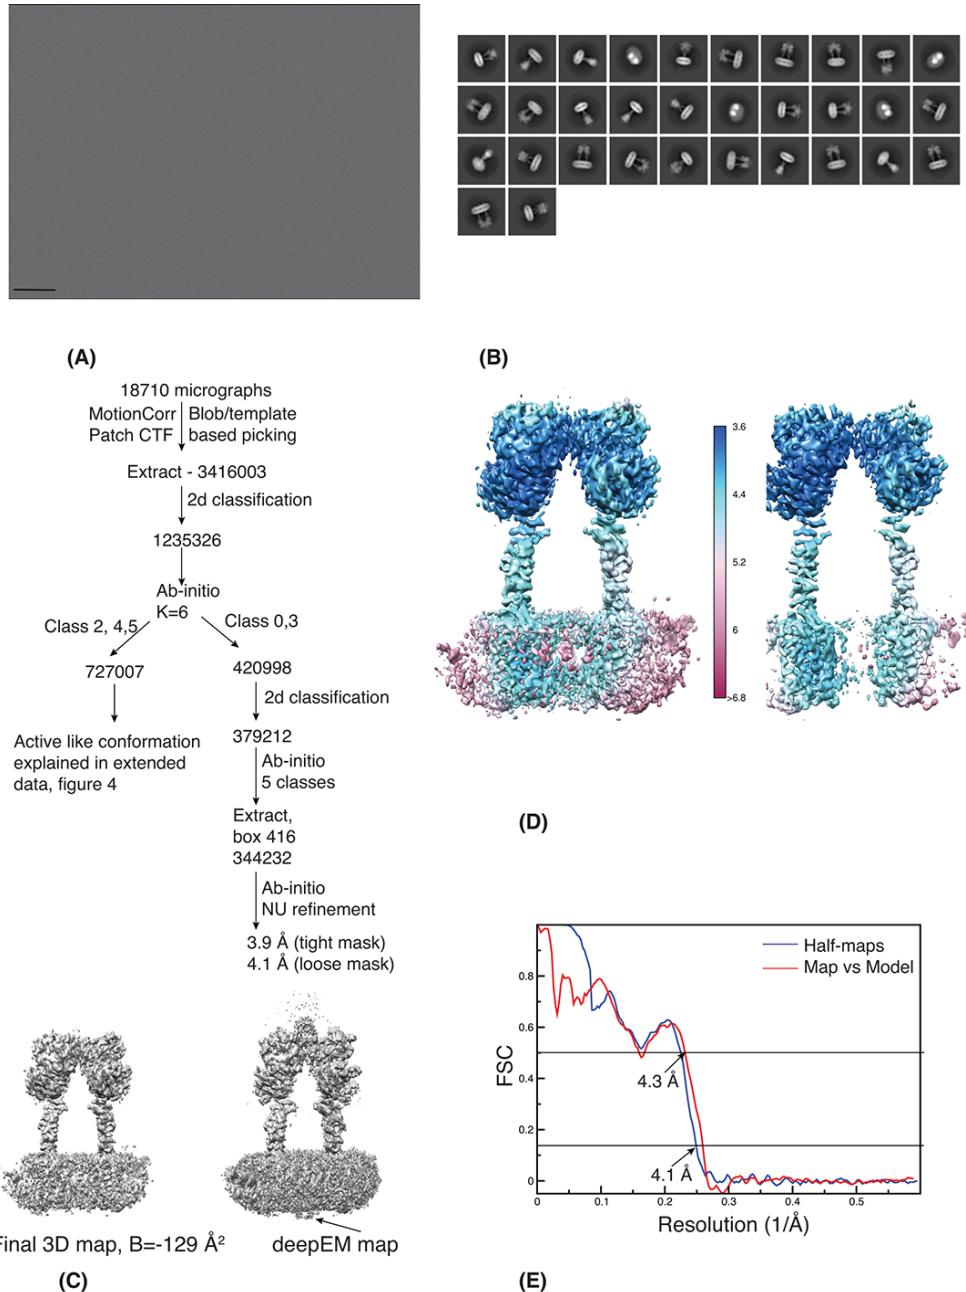 (A)
(B)
18710 micrographs
MotionCorr Blob/template
Patch CTF based picking
Extract - 3416003
2d classification
1235326
Ab-initio
K=6
Class 2, 4,5
Class 0,3
727007
420998
2d classification
Active like conformation
explained in extended
data, figure 4
379212
Ab-initio
5 classes
Extract,
box 416
344232
Ab-initio
NU refinement
3.9 Å (tight mask)
4.1 Å (loose mask)
Final 3D map, B=-129 Å²
deepEM map
(C)
3.6
4.4
5.2
6
>6.8
(D)
Half-maps
Map vs Model
FSC
0.8
0.6
0.4
0.2
0
4.3 Å
4.1 Å
0
0.1
0.2
0.3
0.4
0.5
Resolution (1/Å)
(E)